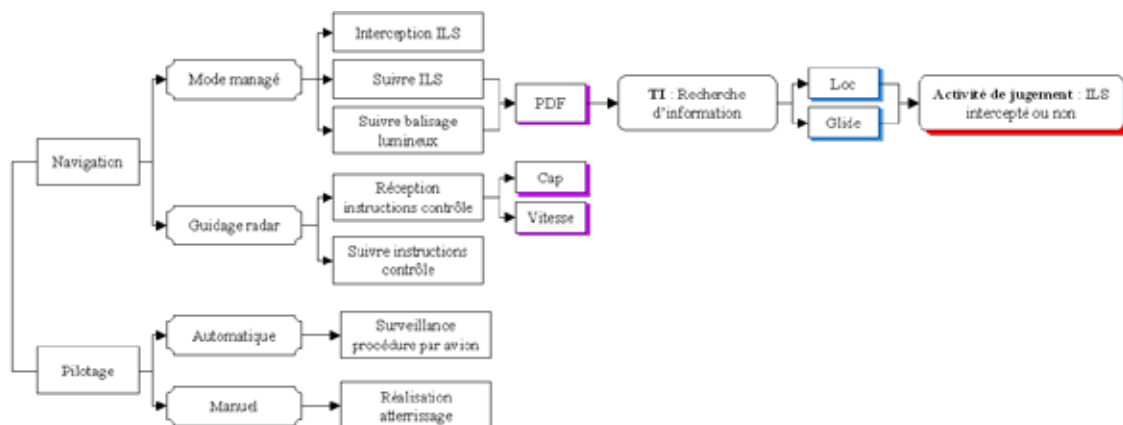 Interception ILS
Mode managé
Suivre ILS
Suivre balisage
lumineux
PDF
TI : Recherche
d'information
Loc
Glide
Activité de jugement : ILS
intercepté ou non
Navigation
Guidage radar
Réception
instructions contrôle
Cap
Vitesse
Suivre instructions
contrôle
Pilotage
Automatique
Surveillance
procédure par avion
Manuel
Réalisation
atterrissage